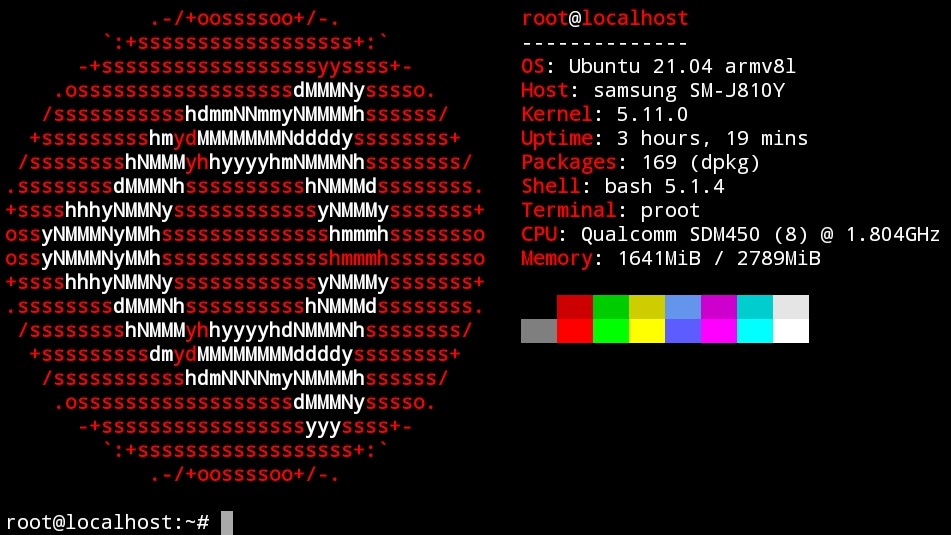 root@localhost
--------------
OS: Ubuntu 21.04 armv8l
Host: samsung SM-J810Y
Kernel: 5.11.0
Uptime: 3 hours, 19 mins
Packages: 169 (dpkg)
Shell: bash 5.1.4
Terminal: proot
CPU: Qualcomm SDM450 (8) @ 1.804GHz
Memory: 1641MiB / 2789MiB
.-/+oossssoo+/-.
`:+ssssssssssssssssss+:`
-+ssssssssssssssssssyyssss+-
.ossssssssssssssssssdMMMNysssso.
/ssssssssssshdmmNNmmyNMMMMhssssss/
+ssssssssshmydMMMMMMMNddddyssssssss+
/sssssssshNMMMyhhyyyyhmNMMMNhssssssss/
.ssssssssdMMMNhsssssssssshNMMMdssssssss.
+sssshhhyNMMNyssssssssssssyNMMMysssssss+
ossyNMMMNyMMhsssssssssssssshmmmhssssssso
ossyNMMMNyMMhsssssssssssssshmmmhssssssso
+sssshhhyNMMNyssssssssssssyNMMMysssssss+
.ssssssssdMMMNhsssssssssshNMMMdssssssss.
/sssssssshNMMMyhhyyyyhdNMMMNhssssssss/
+sssssssssdmydMMMMMMMMddddyssssssss+
/ssssssssssshdmNNNNmyNMMMMhssssss/
.ossssssssssssssssssdMMMNysssso.
-+sssssssssssssssssyyyssss+-
`:+ssssssssssssssssss+:`
.-/+oossssoo+/-.
root@localhost:~#